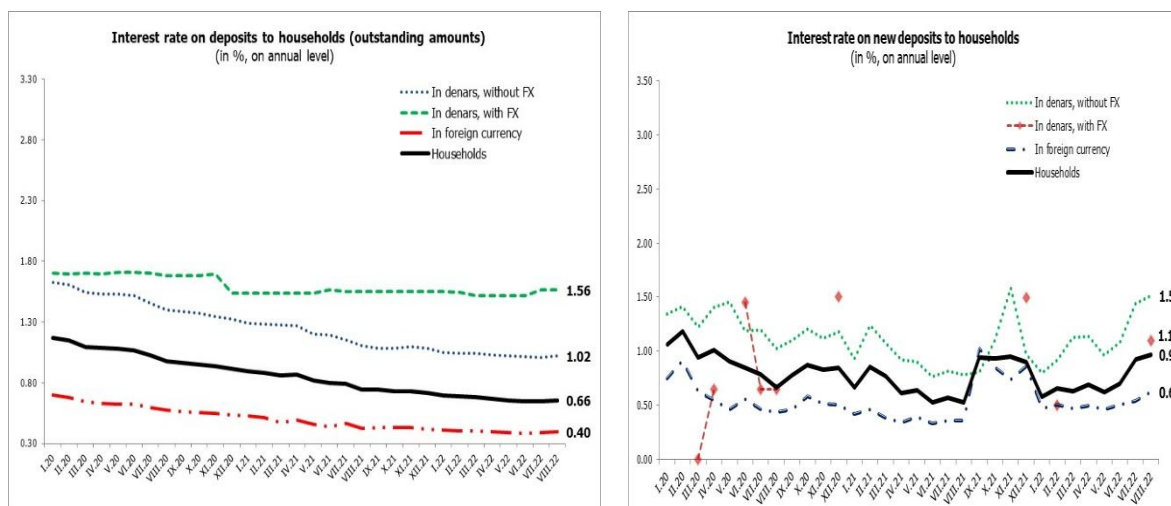 Interest rate on deposits to households (outstanding amounts)
(in %, on annual level)
3.30
2.80
2.30
1.80
1.30
0.80
0.30
In denars, without FX
In denars, with FX
In foreign currency
Households
1.56
1.02
0.66
0.40
I.20 II.20 III.20 IV.20 V.20 VI.20 VII.20 VIII.20 IX.20 X.20 XI.20 XII.20 I.21 II.21 III.21 IV.21 V.21 VI.21 VII.21 VIII.21 IX.21 X.21 XI.21 XII.21 I.22 II.22 III.22 IV.22 V.22 VI.22 VII.22 VIII.22
Interest rate on new deposits to households
(in %, on annual level)
3.50
3.00
2.50
2.00
1.50
1.00
0.50
0.00
In denars, without FX
In denars, with FX
In foreign currency
Households
1.5
1.1
0.9
0.6
I.20 II.20 III.20 IV.20 V.20 VI.20 VII.20 VIII.20 IX.20 X.20 XI.20 XII.20 I.21 II.21 III.21 IV.21 V.21 VI.21 VII.21 VIII.21 IX.21 X.21 XI.21 XII.21 I.22 II.22 III.22 IV.22 V.22 VI.22 VII.22 VIII.22